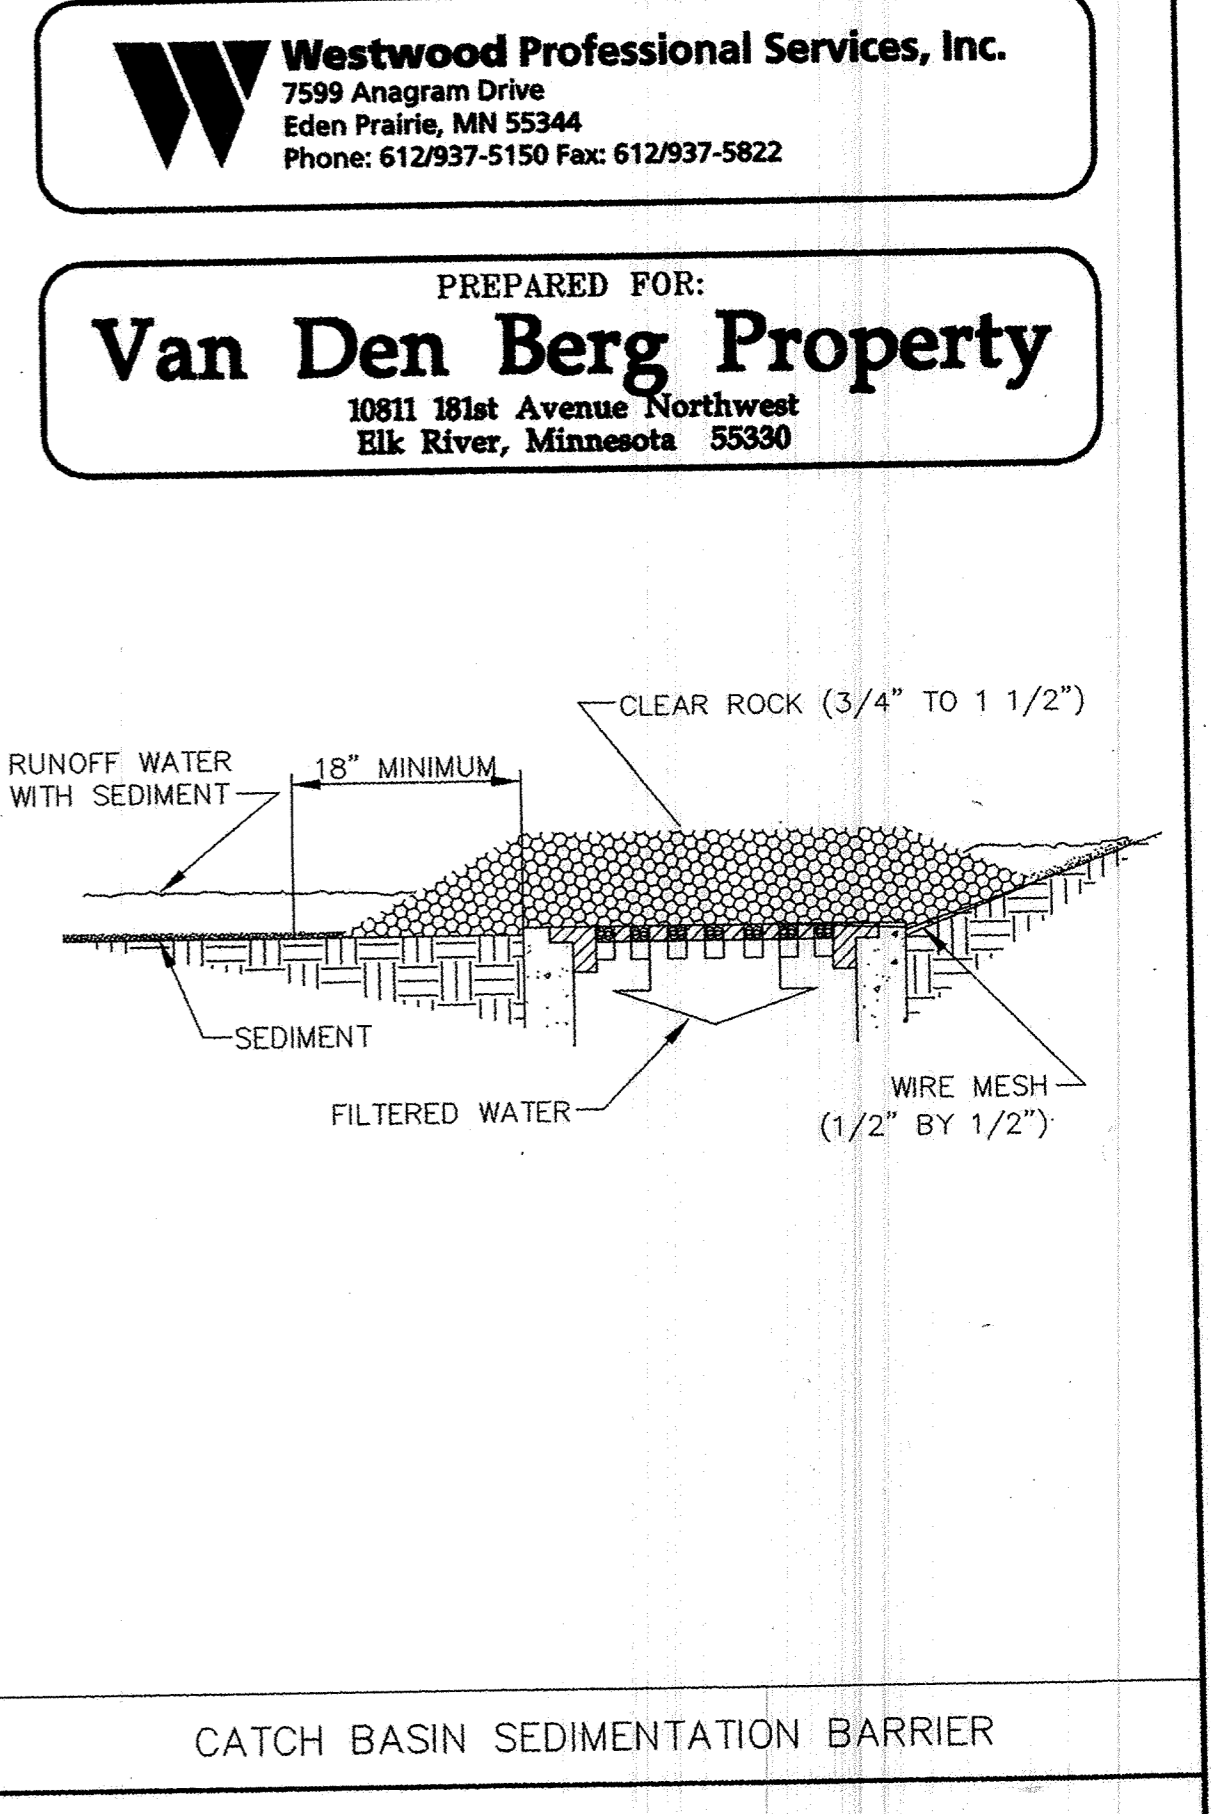 Westwood Professional Services, Inc.
7599 Anagram Drive
Eden Prairie, MN 55344
Phone: 612/937-5150 Fax: 612/937-5822
PREPARED FOR:
Van Den Berg Property
10811 181st Avenue Northwest
Elk River, Minnesota 55330
CLEAR ROCK (3/4" TO 1 1/2")
RUNOFF WATER
WITH SEDIMENT
18" MINIMUM
SEDIMENT
FILTERED WATER
WIRE MESH
(1/2" BY 1/2")
CATCH BASIN SEDIMENTATION BARRIER